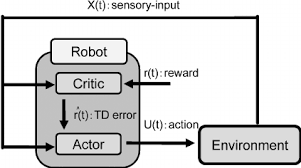 X(t): sensory-input
Robot
Critic
r(t): reward
r̂(t): TD error
U(t): action
Actor
Environment